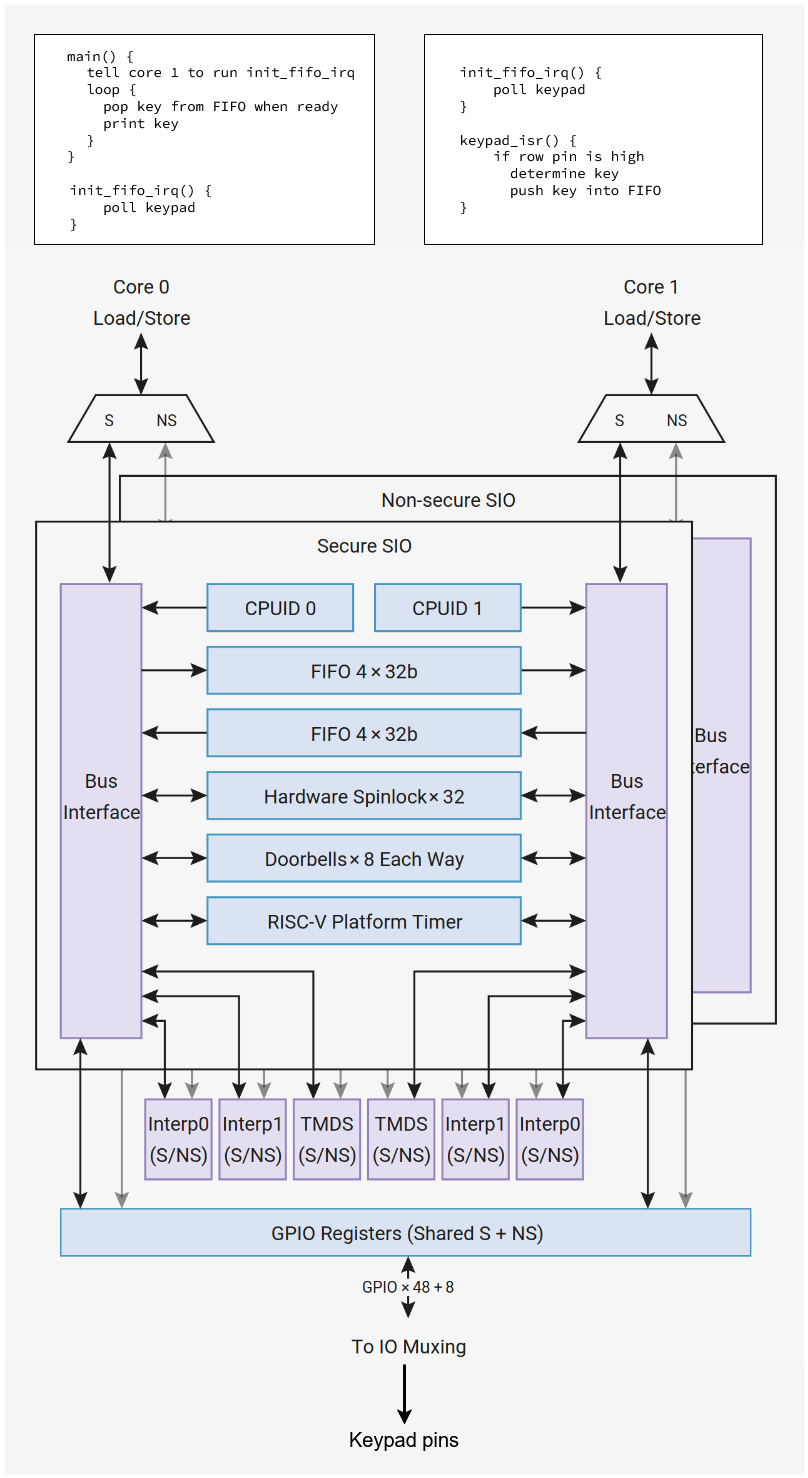 main() {
tell core 1 to run init_fifo_irq
loop {
pop key from FIFO when ready
print key
}
}
init_fifo_irq() {
poll keypad
}
init_fifo_irq() {
poll keypad
}
keypad_isr() {
if row pin is high
determine key
push key into FIFO
}
Core 0
Load/Store
Core 1
Load/Store
S
NS
S
NS
Non-secure SIO
Secure SIO
CPUID 0
CPUID 1
FIFO 4 × 32b
FIFO 4 × 32b
Hardware Spinlock × 32
Doorbells × 8 Each Way
RISC-V Platform Timer
Bus
Interface
Bus
Interface
Bus
terface
Interp0
(S/NS)
Interp1
(S/NS)
TMDS
(S/NS)
TMDS
(S/NS)
Interp1
(S/NS)
Interp0
(S/NS)
GPIO Registers (Shared S + NS)
GPIO × 48 + 8
To IO Muxing
Keypad pins